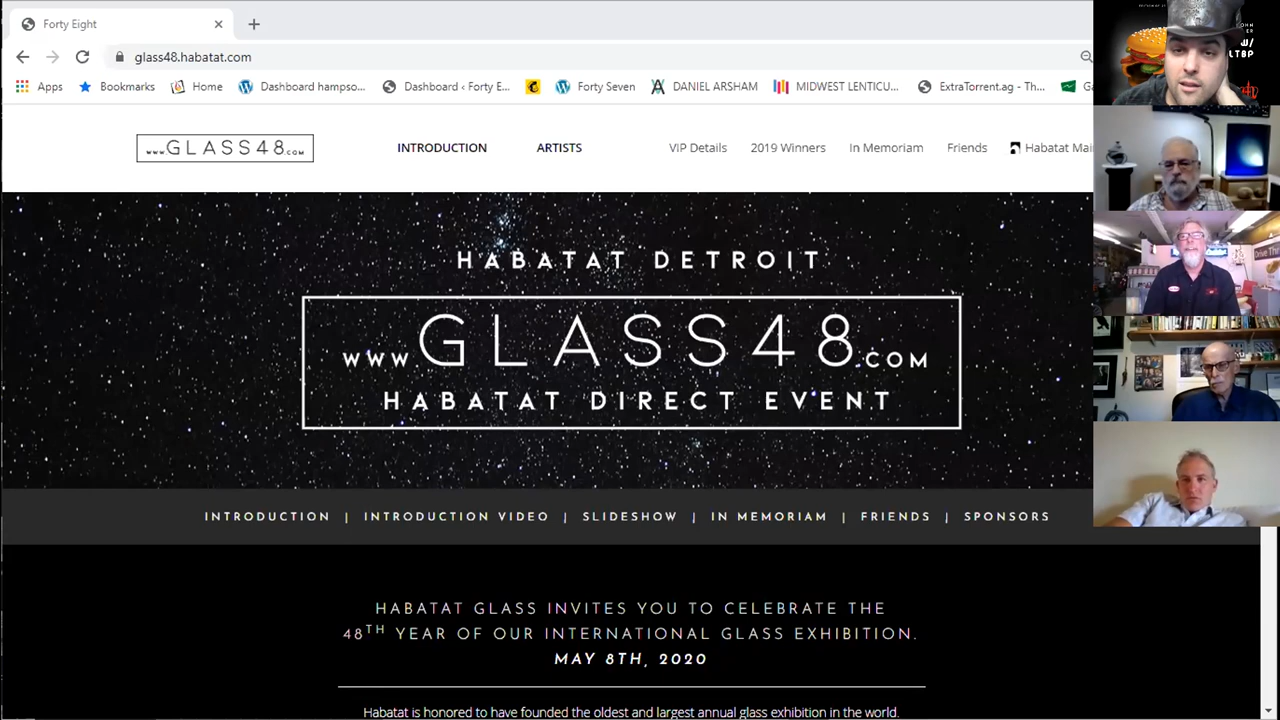 Forty Eight
glass48.habatat.com
Apps Bookmarks Home Dashboard hampso... Dashboard ‹ Forty E... Forty Seven DANIEL ARSHAM MIDWEST LENTICU... ExtraTorrent.ag - Th...
www.GLASS48.com INTRODUCTION ARTISTS VIP Details 2019 Winners In Memoriam Friends Habatat Mai
HABATAT DETROIT
www.GLASS48.com
HABATAT DIRECT EVENT
INTRODUCTION | INTRODUCTION VIDEO | SLIDESHOW | IN MEMORIAM | FRIENDS | SPONSORS
HABATAT GLASS INVITES YOU TO CELEBRATE THE
48TH YEAR OF OUR INTERNATIONAL GLASS EXHIBITION.
MAY 8TH, 2020
Habatat is honored to have founded the oldest and largest annual glass exhibition in the world.
W/
Drive Th